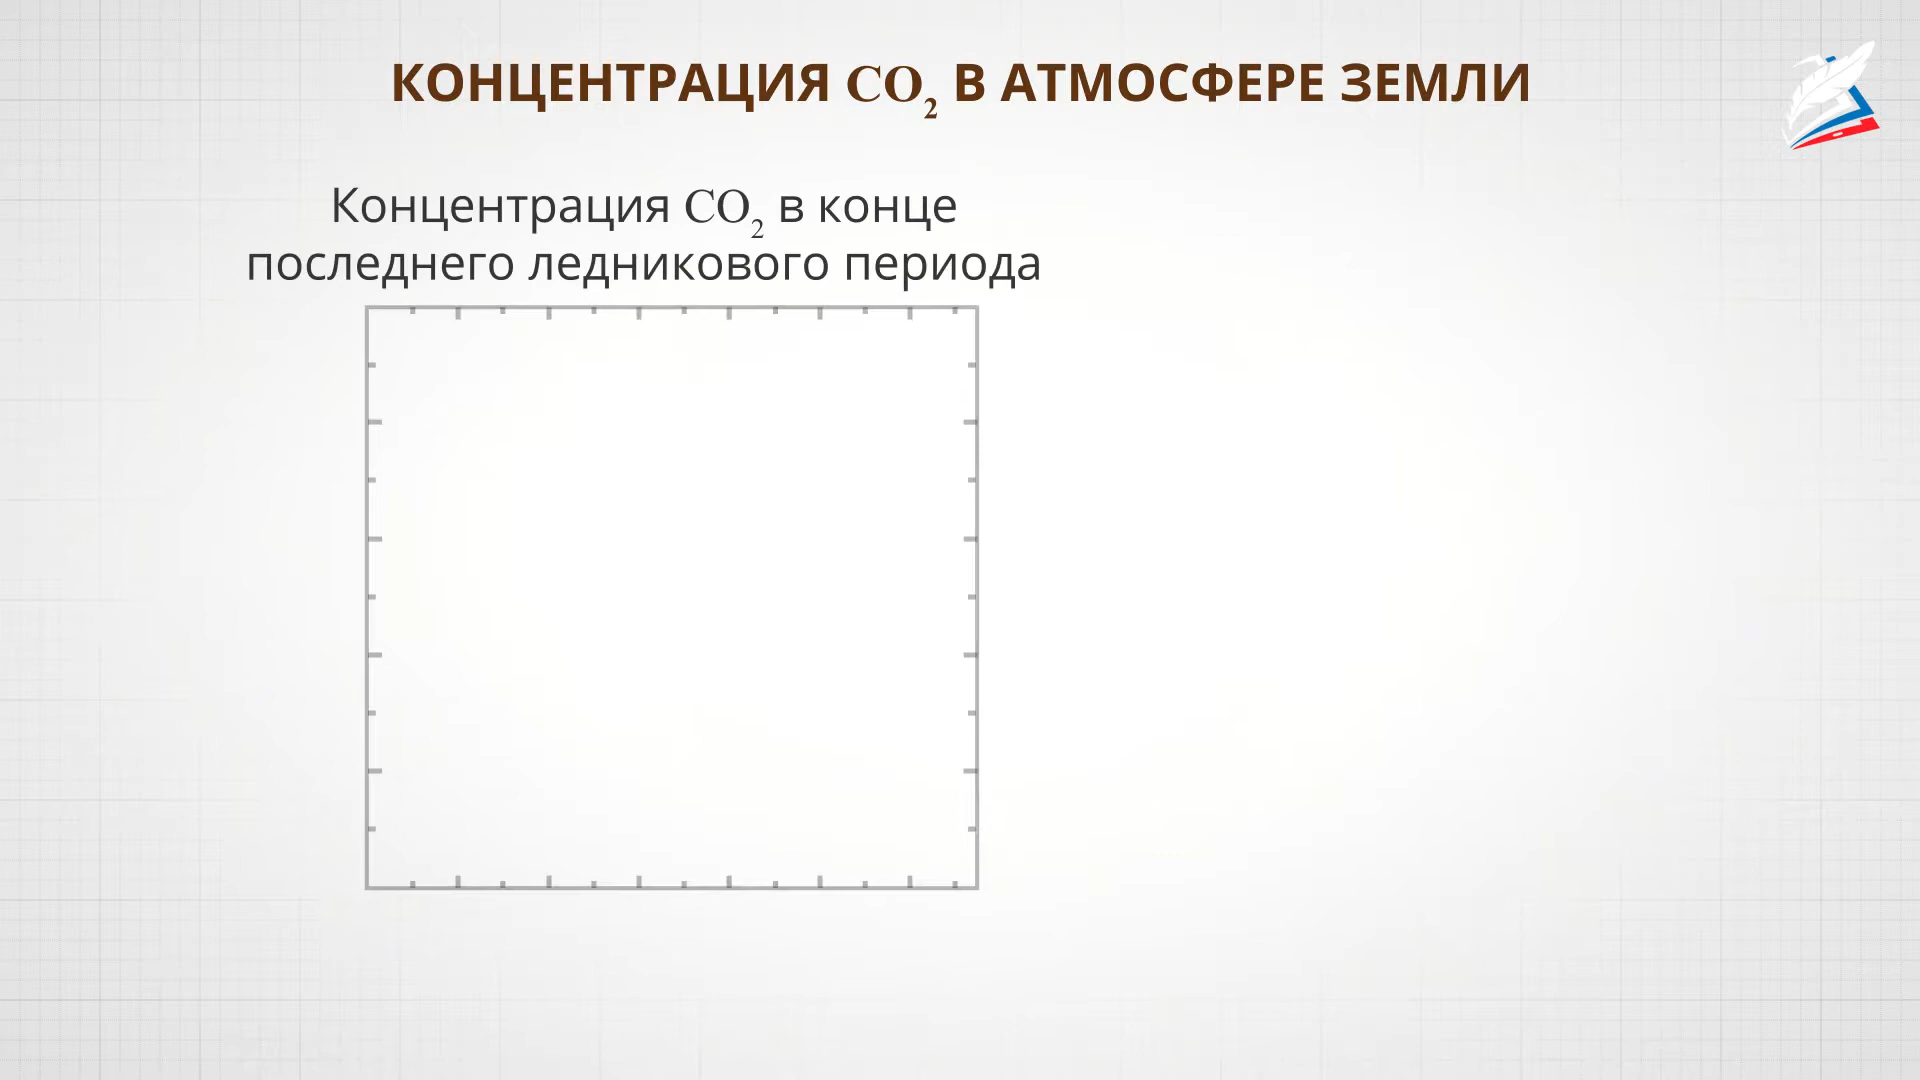 КОНЦЕНТРАЦИЯ CO₂ В АТМОСФЕРЕ ЗЕМЛИ
Концентрация CO₂ в конце
последнего ледникового периода